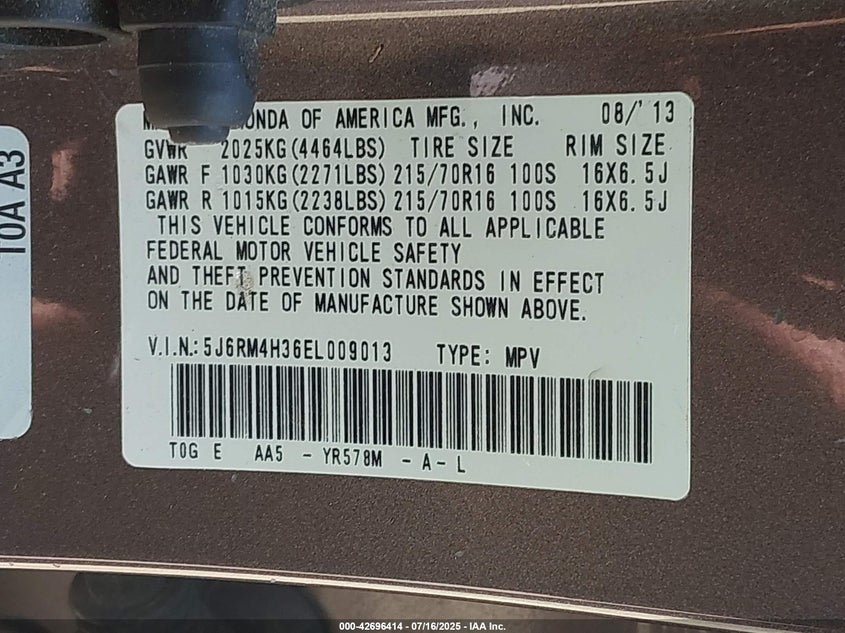 ONDA OF AMERICA MFG., INC. 08/'13
GVWR 2025KG(4464LBS) TIRE SIZE RIM SIZE
GAWR F 1030KG(2271LBS) 215/70R16 100S 16X6.5J
GAWR R 1015KG(2238LBS) 215/70R16 100S 16X6.5J
THIS VEHICLE CONFORMS TO ALL APPLICABLE
FEDERAL MOTOR VEHICLE SAFETY
AND THEFT PREVENTION STANDARDS IN EFFECT
ON THE DATE OF MANUFACTURE SHOWN ABOVE.
V.I.N.: 5J6RM4H36EL009013 TYPE: MPV
TOG E AA5 - YR578M - A - L
10A A3
000-42696414 - 07/16/2025 - IAA Inc.